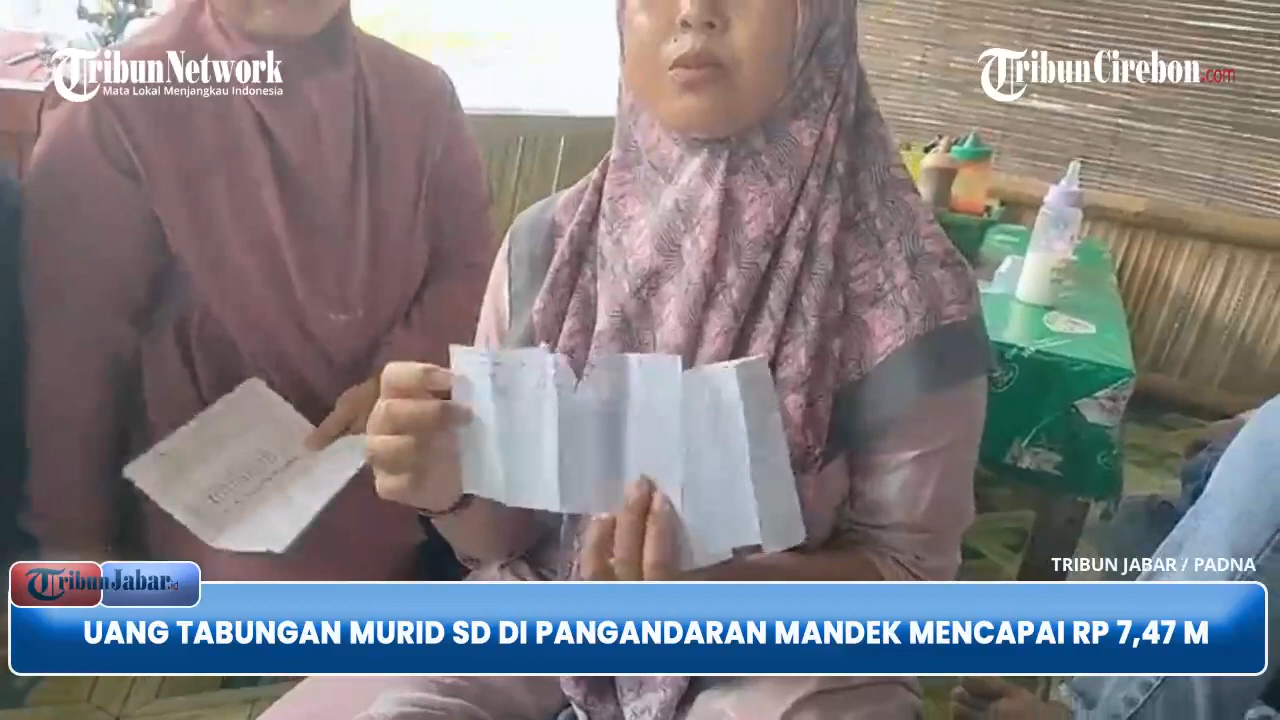 TribunNetwork
Mata Lokal Menjangkau Indonesia
TribunCirebon.com
TRIBUN JABAR / PADNA
TribunJabar.id
UANG TABUNGAN MURID SD DI PANGANDARAN MANDEK MENCAPAI RP 7,47 M